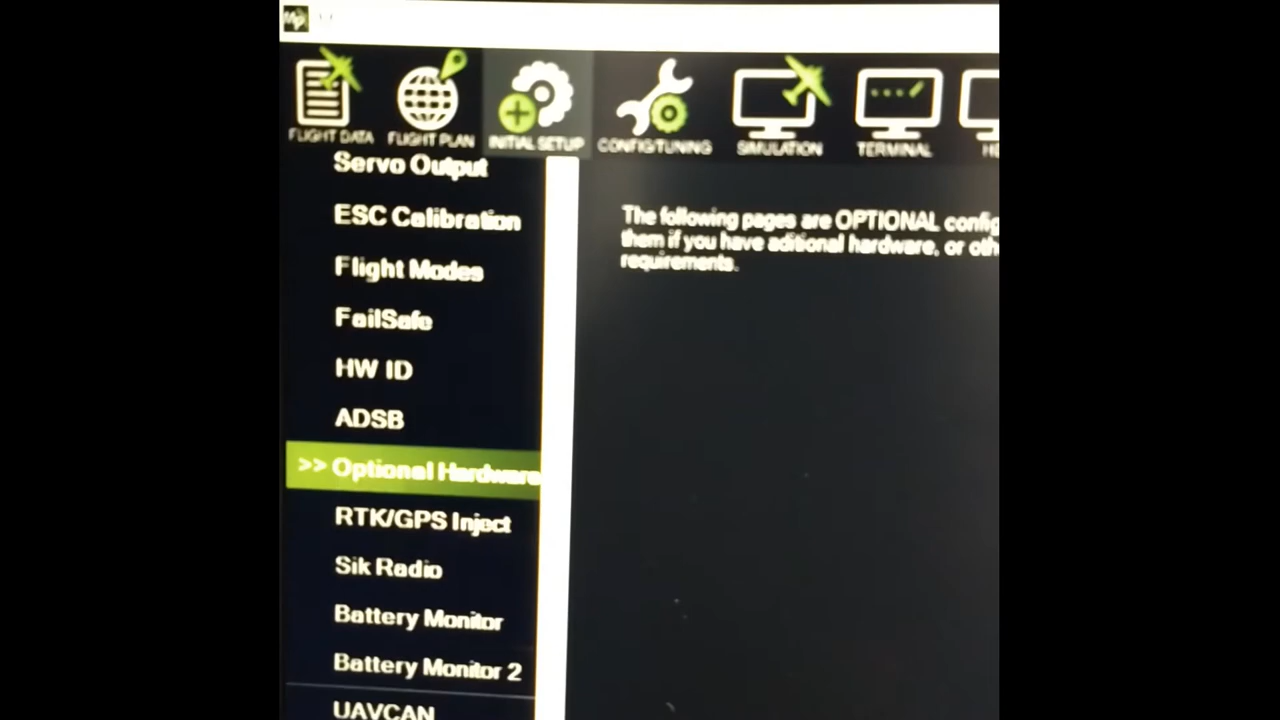 Mp
FLIGHT DATA
FLIGHT PLAN
INITIAL SETUP
CONFIG/TUNING
SIMULATION
TERMINAL
Servo Output
ESC Calibration
Flight Modes
FailSafe
HW ID
ADSB
>> Optional Hardware
RTK/GPS Inject
Sik Radio
Battery Monitor
Battery Monitor 2
UAVCAN
The following pages are OPTIONAL
them if you have aditional hardware, or
requirements.